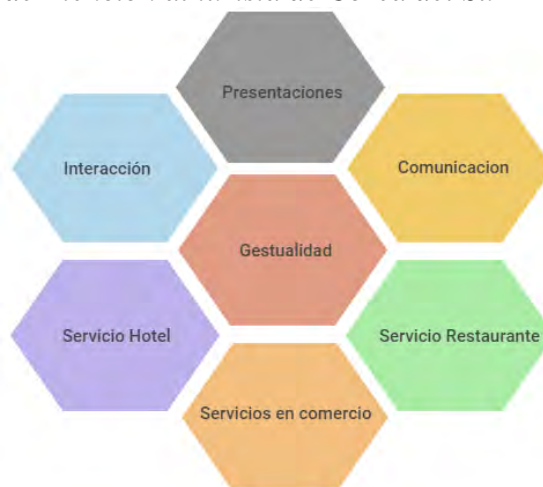 Presentaciones
Interacción
Comunicacion
Gestualidad
Servicio Hotel
Servicio Restaurante
Servicios en comercio